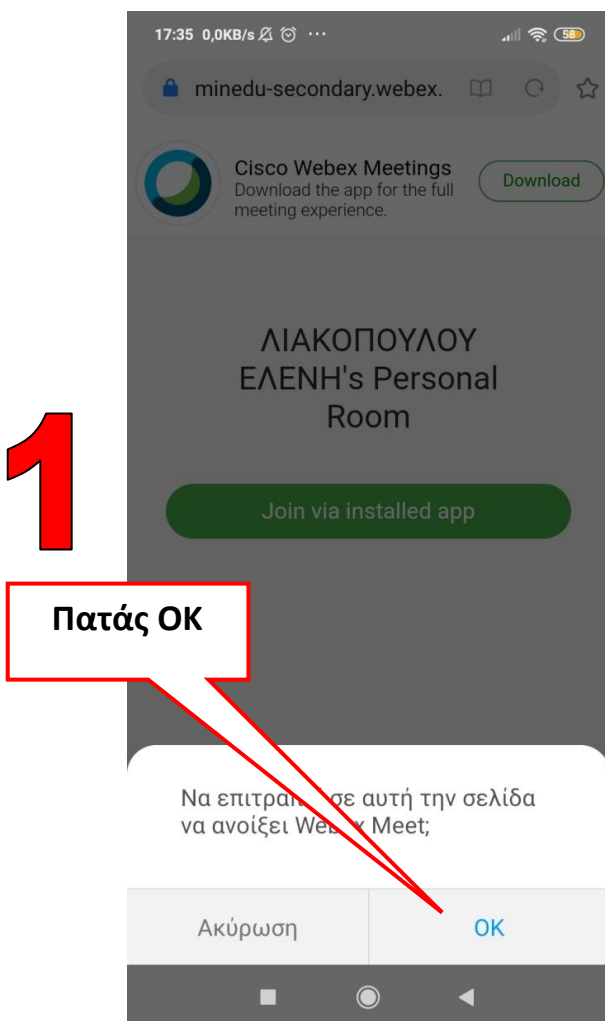 17:35 0,0KB/s ··· 58
minedu-secondary.webex.
Cisco Webex Meetings
Download the app for the full
meeting experience.
Download
ΛΙΑΚΟΠΟΥΛΟΥ
ΕΛΕΝΗ's Personal
Room
Join via installed app
1
Πατάς ΟΚ
Να σε αυτή την σελίδα
να ανοίξει Meet;
Ακύρωση
OK